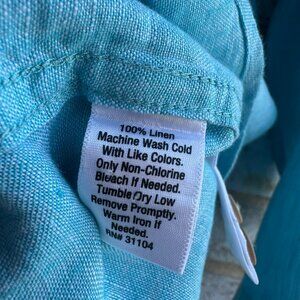 100% Linen
Machine Wash Cold
With Like Colors.
Only Non-Chlorine
Bleach If Needed.
Tumble Dry Low
Remove Promptly.
Warm Iron If
Needed.
RN# 31104